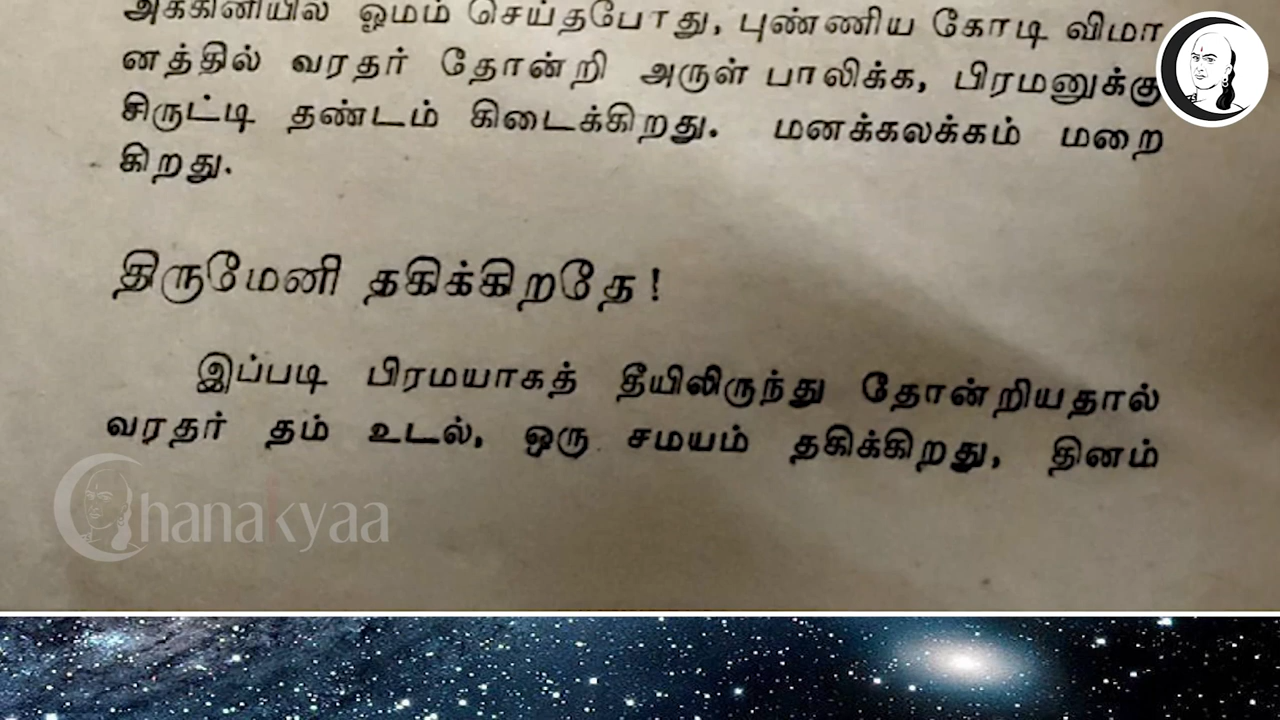 அக்கினியில் ஓமம் செய்தபோது, புண்ணிய கோடி விமா
னத்தில் வரதர் தோன்றி அருள் பாலிக்க, பிரமனுக்கு
சிருட்டி தண்டம் கிடைக்கிறது. மனக்கலக்கம் மறை
கிறது.
திருமேனி தகிக்கிறதே!
இப்படி பிரமயாகத் தீயிலிருந்து தோன்றியதால்
வரதர் தம் உடல், ஒரு சமயம் தகிக்கிறது, தினம்
Chanakyaa